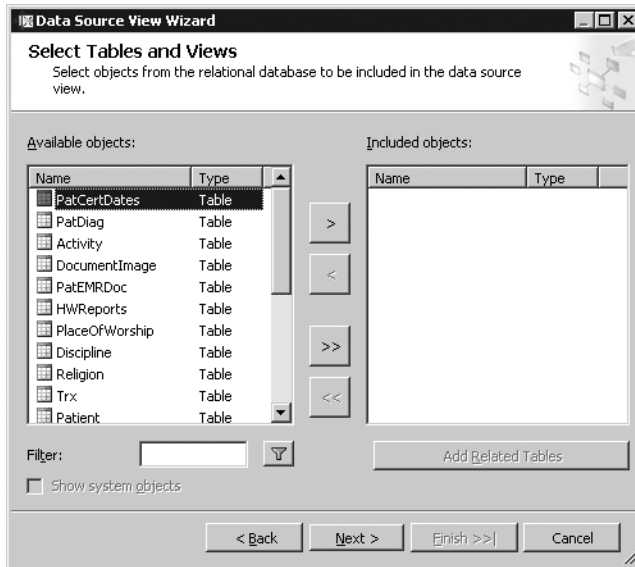 Data Source View Wizard
Select Tables and Views
Select objects from the relational database to be included in the data source
view.
Available objects:
Included objects:
Name Type
Name Type
PatCertDates Table
PatDiag Table
Activity Table
DocumentImage Table
PatEMRDoc Table
HWReports Table
PlaceOfWorship Table
Discipline Table
Religion Table
Trx Table
Patient Table
>
<
>>
<<
Filter:
Add Related Tables
Show system objects
< Back Next > Finish >>| Cancel